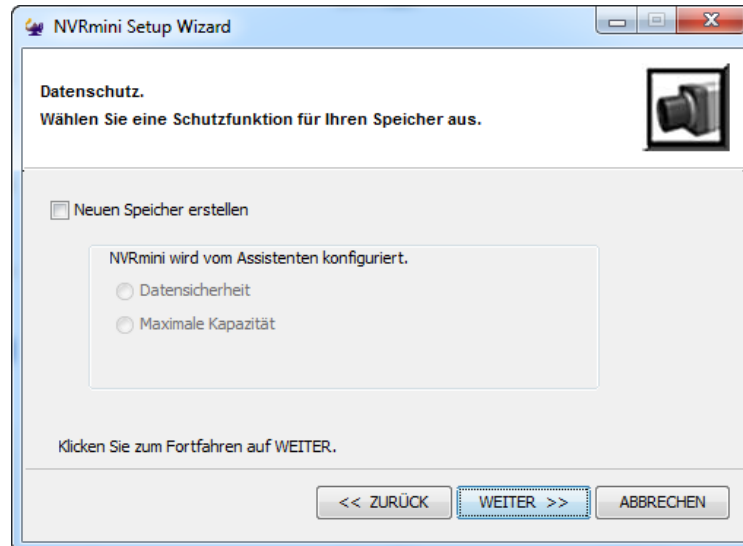 NVRmini Setup Wizard
Datenschutz.
Wählen Sie eine Schutzfunktion für Ihren Speicher aus.
Neuen Speicher erstellen
NVRmini wird vom Assistenten konfiguriert.
Datensicherheit
Maximale Kapazität
Klicken Sie zum Fortfahren auf WEITER.
<< ZURÜCK WEITER >> ABBRECHEN